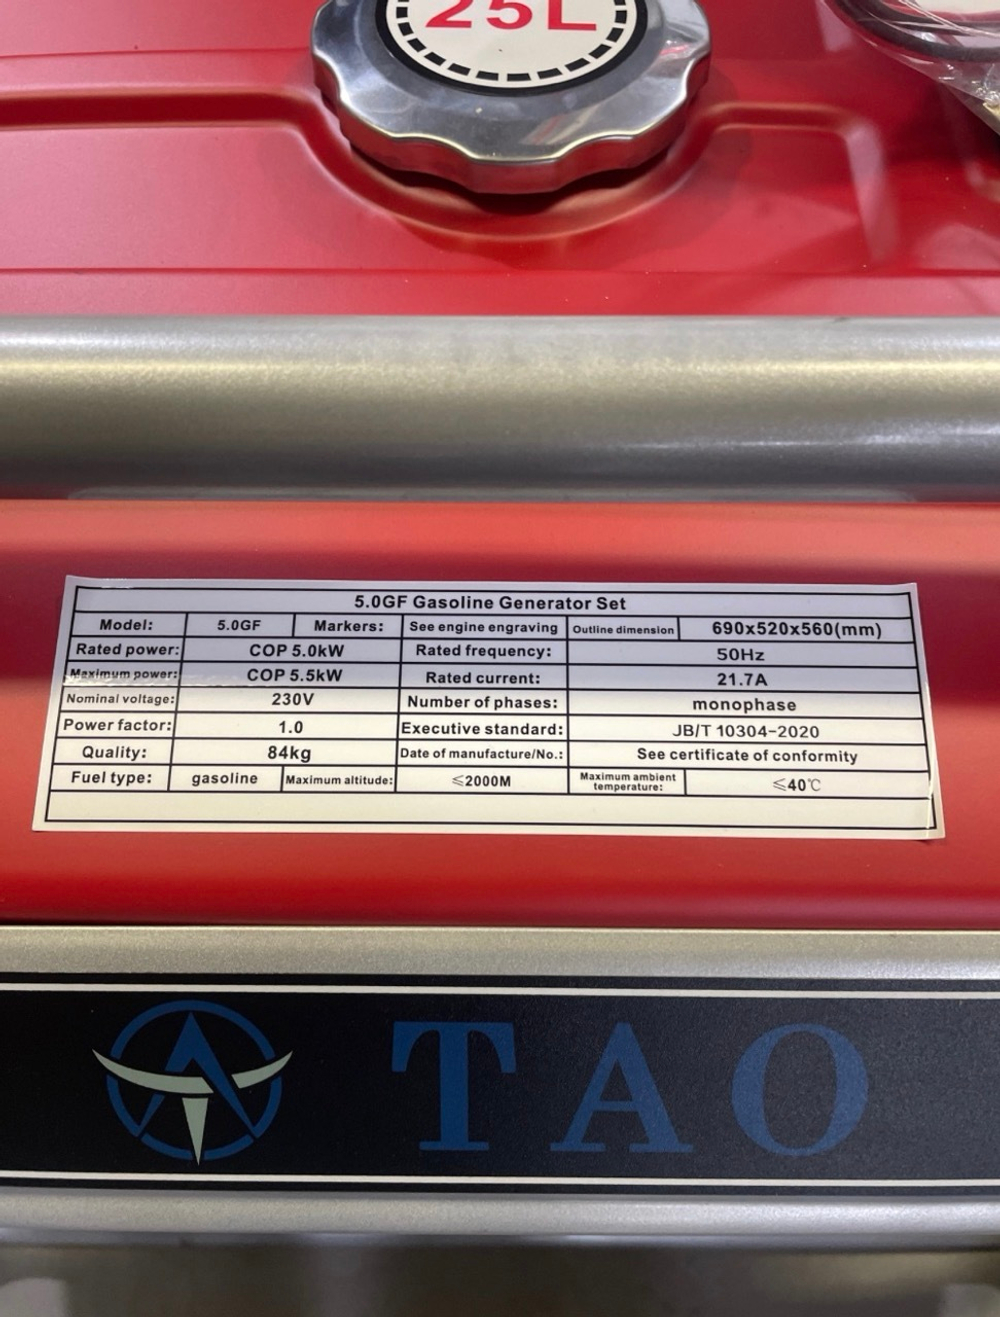 25L
5.0GF Gasoline Generator Set
Model: 5.0GF Markers: See engine engraving Outline dimension 690x520x560(mm)
Rated power: COP 5.0kW Rated frequency: 50Hz
Maximum power: COP 5.5kW Rated current: 21.7A
Nominal voltage: 230V Number of phases: monophase
Power factor: 1.0 Executive standard: JB/T 10304-2020
Quality: 84kg Date of manufacture/No.: See certificate of conformity
Fuel type: gasoline Maximum altitude: ≤2000M Maximum ambient temperature: ≤40℃
TAO